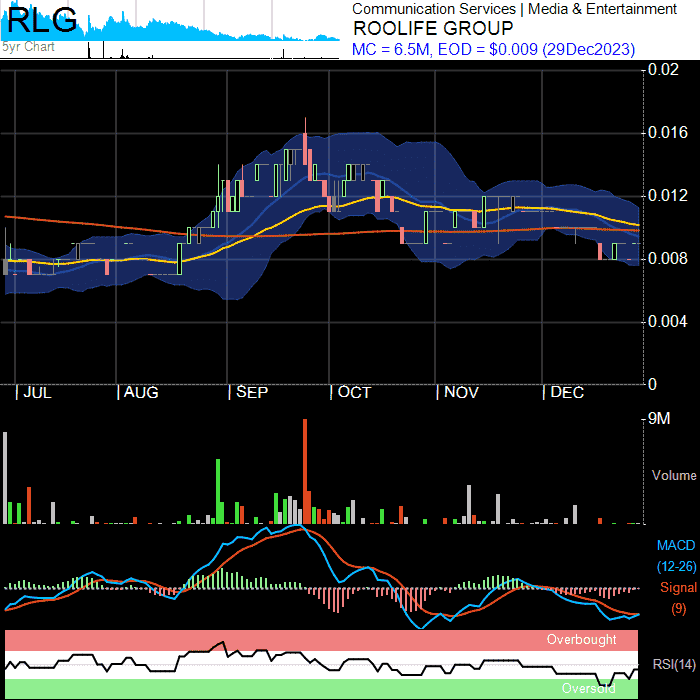 RLG
5yr Chart
Communication Services | Media & Entertainment
ROOLIFE GROUP
MC = 6.5M, EOD = $0.009 (29Dec2023)
0.02
0.016
0.012
0.008
0.004
0
JUL AUG SEP OCT NOV DEC
9M
Volume
MACD
(12-26)
Signal
(9)
Overbought
RSI(14)
Oversold